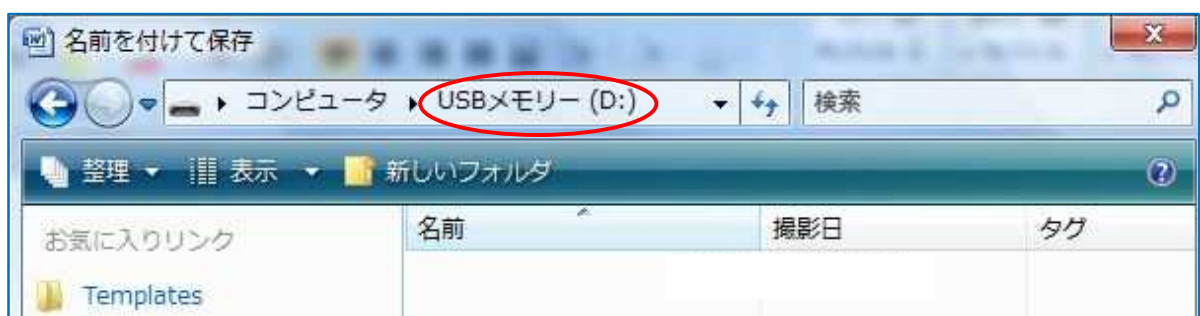 名前を付けて保存
コンピュータ USBメモリー (D:) 検索
整理 表示 新しいフォルダ
お気に入りリンク 名前 撮影日 タグ
Templates